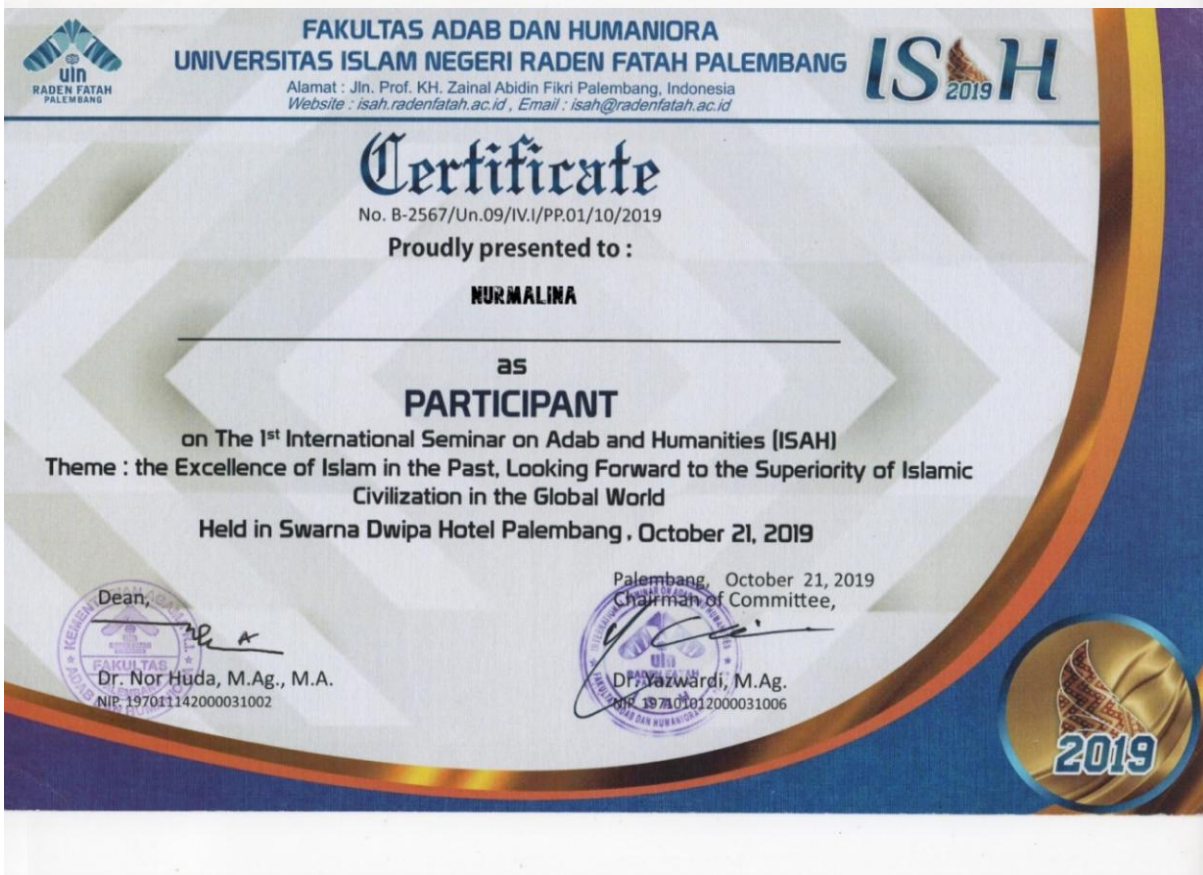 uin
RADEN FATAH
PALEMBANG
FAKULTAS ADAB DAN HUMANIORA
UNIVERSITAS ISLAM NEGERI RADEN FATAH PALEMBANG
Alamat : Jln. Prof. KH. Zainal Abidin Fikri Palembang, Indonesia
Website : isah.radenfatah.ac.id , Email : isah@radenfatah.ac.id
ISAH
2019
Certificate
No. B-2567/Un.09/IV.I/PP.01/10/2019
Proudly presented to :
NURMALINA
as
PARTICIPANT
on The 1st International Seminar on Adab and Humanities (ISAH)
Theme : the Excellence of Islam in the Past, Looking Forward to the Superiority of Islamic
Civilization in the Global World
Held in Swarna Dwipa Hotel Palembang, October 21, 2019
Dean,
FAKULTAS
Dr. Nor Huda, M.Ag., M.A.
NIP. 197011142000031002
Palembang, October 21, 2019
Chairman of Committee,
uin
Dr. Yazwardi, M.Ag.
NIP. 197101012000031006
2019